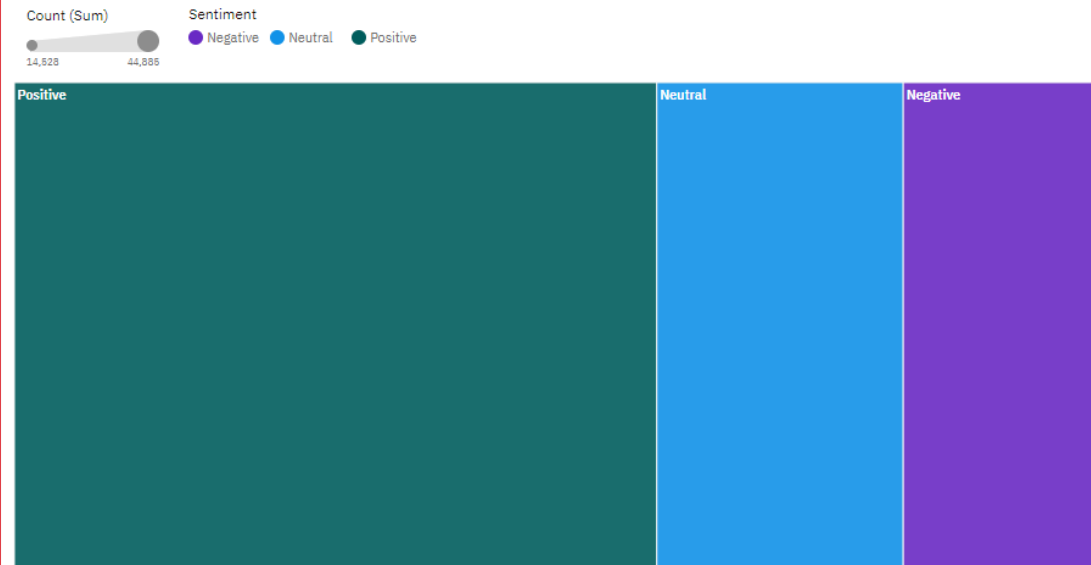 Count (Sum)
14,528 44,885
Sentiment
Negative Neutral Positive
Positive
Neutral
Negative